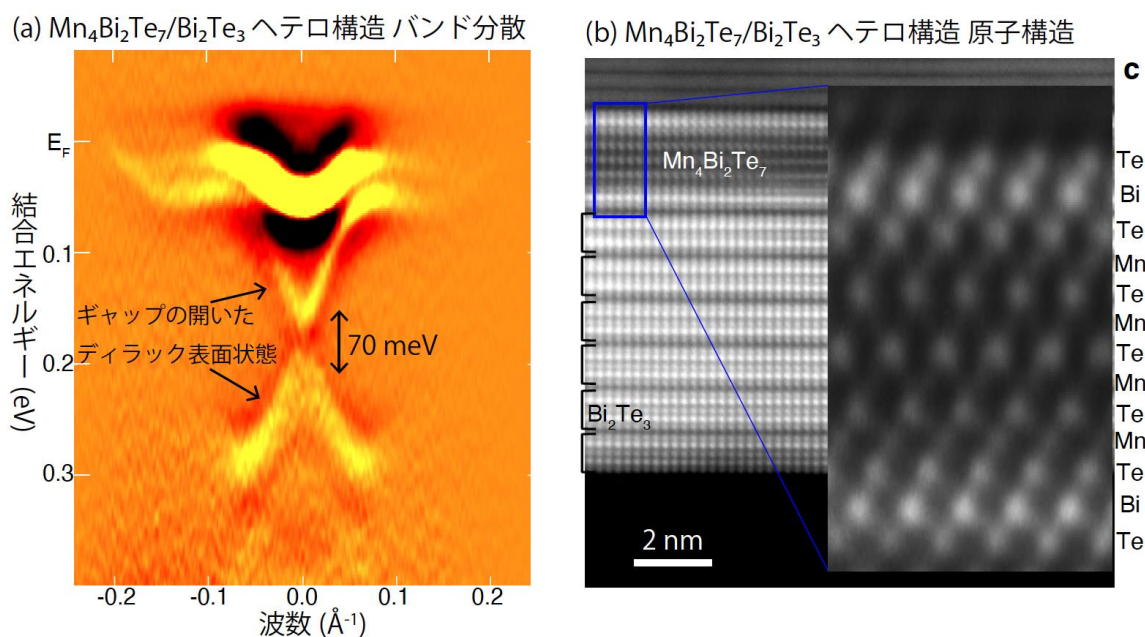 (a) Mn₄Bi₂Te₇/Bi₂Te₃ ヘテロ構造 バンド分散
(b) Mn₄Bi₂Te₇/Bi₂Te₃ ヘテロ構造 原子構造
E_F
0.1
0.2
0.3
結合エネルギー (eV)
ギャップの開いた
ディラック表面状態
70 meV
-0.2 -0.1 0.0 0.1 0.2
波数 (Å⁻¹)
Mn₄Bi₂Te₇
Bi₂Te₃
2 nm
c
Te
Bi
Te
Mn
Te
Mn
Te
Mn
Te
Mn
Te
Bi
Te